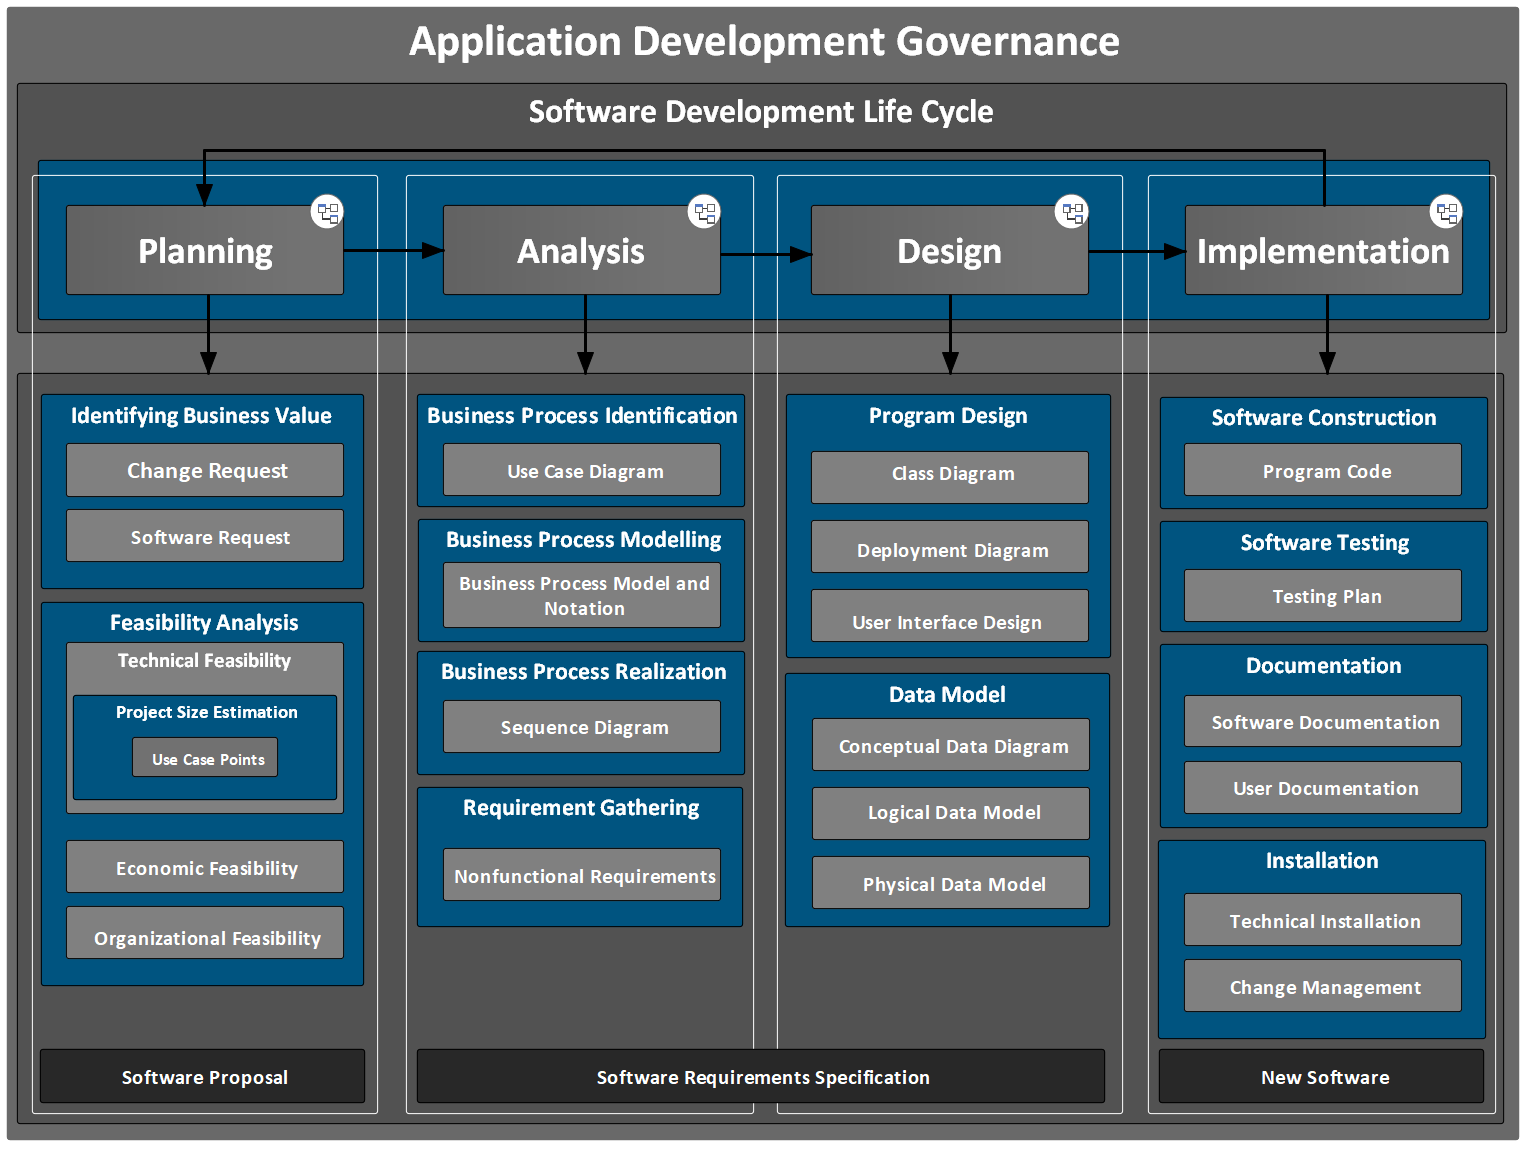 Application Development Governance
Software Development Life Cycle
Planning
Analysis
Design
Implementation
Identifying Business Value
Change Request
Software Request
Feasibility Analysis
Technical Feasibility
Project Size Estimation
Use Case Points
Economic Feasibility
Organizational Feasibility
Software Proposal
Business Process Identification
Use Case Diagram
Business Process Modelling
Business Process Model and
Notation
Business Process Realization
Sequence Diagram
Requirement Gathering
Nonfunctional Requirements
Program Design
Class Diagram
Deployment Diagram
User Interface Design
Data Model
Conceptual Data Diagram
Logical Data Model
Physical Data Model
Software Requirements Specification
Software Construction
Program Code
Software Testing
Testing Plan
Documentation
Software Documentation
User Documentation
Installation
Technical Installation
Change Management
New Software